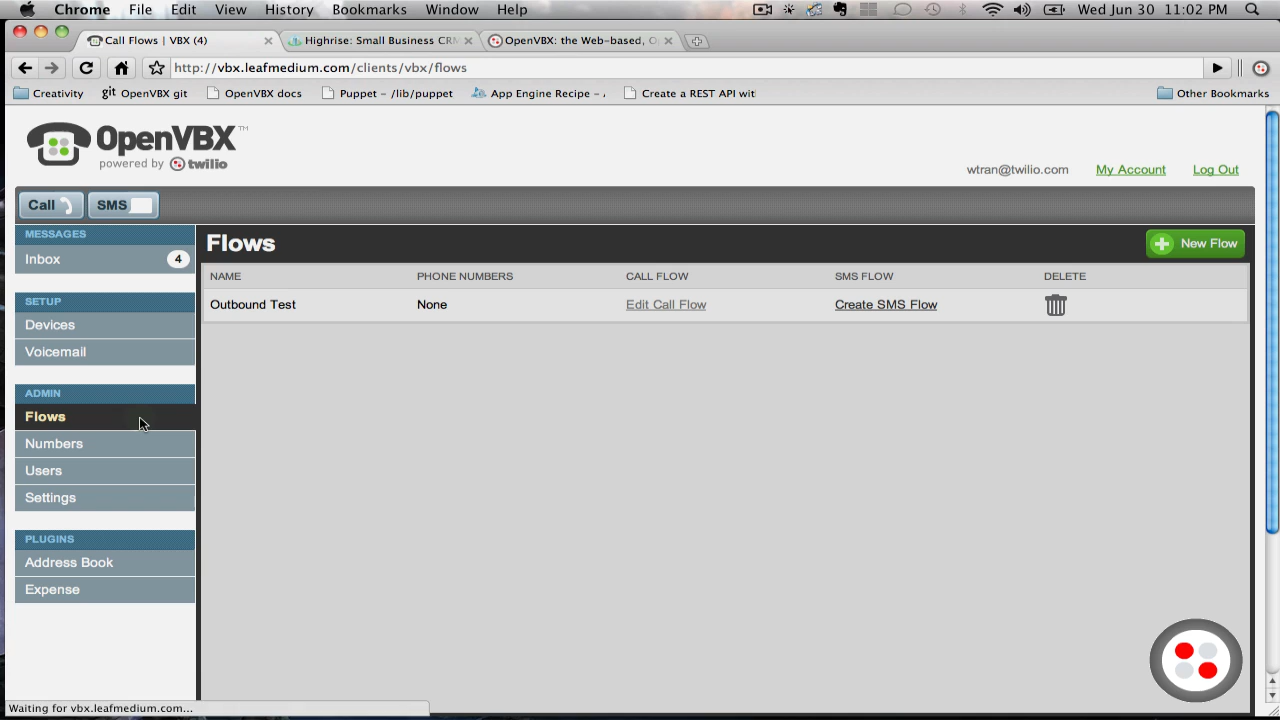 Chrome File Edit View History Bookmarks Window Help Wed Jun 30 11:02 PM
Call Flows | VBX (4) Highrise: Small Business CRM OpenVBX: the Web-based, O
http://vbx.leafmedium.com/clients/vbx/flows
Creativity git OpenVBX git OpenVBX docs Puppet – /lib/puppet App Engine Recipe – Create a REST API wit Other Bookmarks
OpenVBX™
powered by twilio
wtran@twilio.com My Account Log Out
Call SMS
MESSAGES
Inbox 4
SETUP
Devices
Voicemail
ADMIN
Flows
Numbers
Users
Settings
PLUGINS
Address Book
Expense
Flows New Flow
NAME PHONE NUMBERS CALL FLOW SMS FLOW DELETE
Outbound Test None Edit Call Flow Create SMS Flow
Waiting for vbx.leafmedium.com...